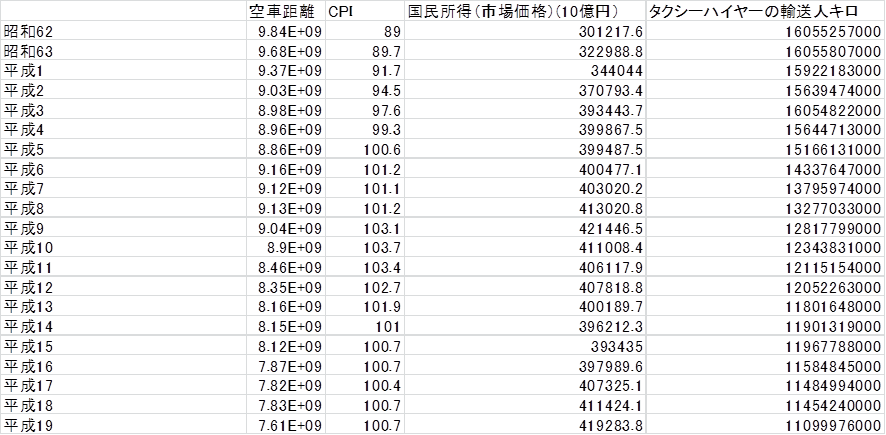 空車距離 CPI 国民所得(市場価格)(10億円) タクシーハイヤーの輸送人キロ
昭和62 9.84E+09 89 301217.6 16055257000
昭和63 9.68E+09 89.7 322988.8 16055807000
平成1 9.37E+09 91.7 344044 15922183000
平成2 9.03E+09 94.5 370793.4 15639474000
平成3 8.98E+09 97.6 393443.7 16054822000
平成4 8.96E+09 99.3 399867.5 15644713000
平成5 8.86E+09 100.6 399487.5 15166131000
平成6 9.16E+09 101.2 400477.1 14337647000
平成7 9.12E+09 101.1 403020.2 13795974000
平成8 9.13E+09 101.2 413020.8 13277033000
平成9 9.04E+09 103.1 421446.5 12817799000
平成10 8.9E+09 103.7 411008.4 12343831000
平成11 8.46E+09 103.4 406117.9 12115154000
平成12 8.35E+09 102.7 407818.8 12052263000
平成13 8.16E+09 101.9 400189.7 11801648000
平成14 8.15E+09 101 396212.3 11901319000
平成15 8.12E+09 100.7 393435 11967788000
平成16 7.87E+09 100.7 397989.6 11584845000
平成17 7.82E+09 100.4 407325.1 11484994000
平成18 7.83E+09 100.7 411424.1 11454240000
平成19 7.61E+09 100.7 419283.8 11099976000